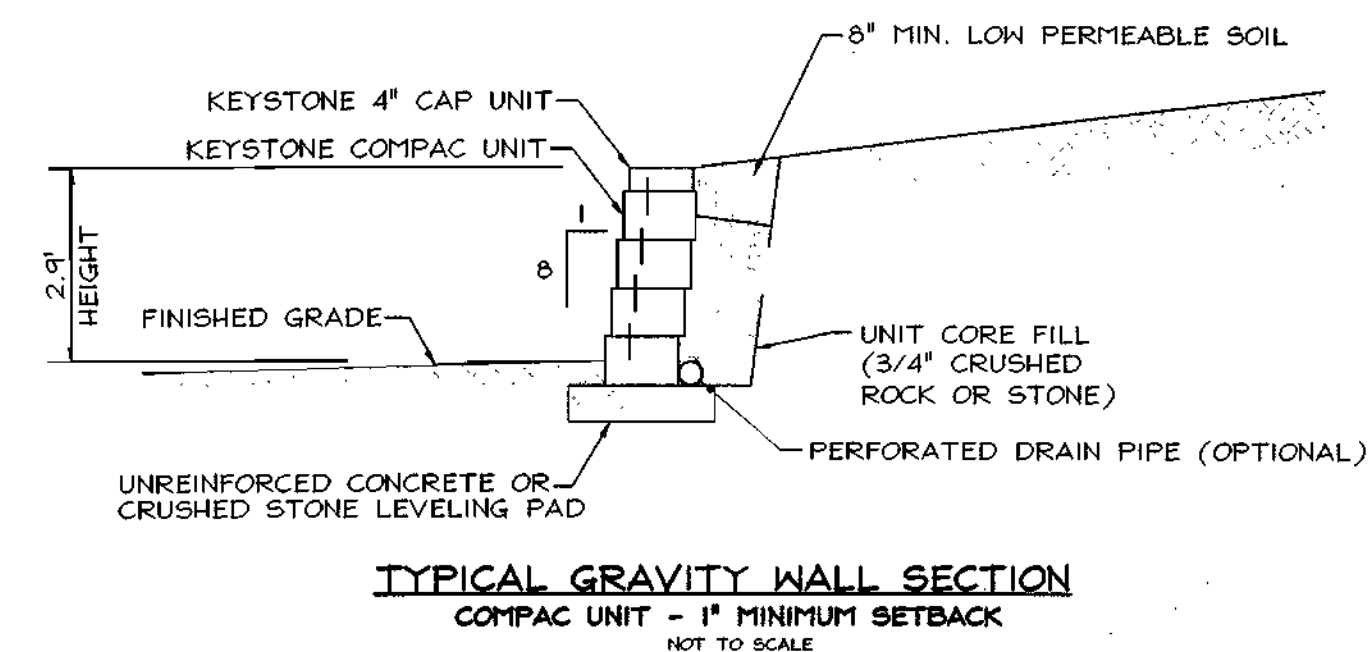 8" MIN. LOW PERMEABLE SOIL
KEYSTONE 4" CAP UNIT
KEYSTONE COMPAC UNIT
1
8
2.9'
HEIGHT
FINISHED GRADE
UNIT CORE FILL
(3/4" CRUSHED
ROCK OR STONE)
PERFORATED DRAIN PIPE (OPTIONAL)
UNREINFORCED CONCRETE OR
CRUSHED STONE LEVELING PAD
TYPICAL GRAVITY WALL SECTION
COMPAC UNIT - 1" MINIMUM SETBACK
NOT TO SCALE